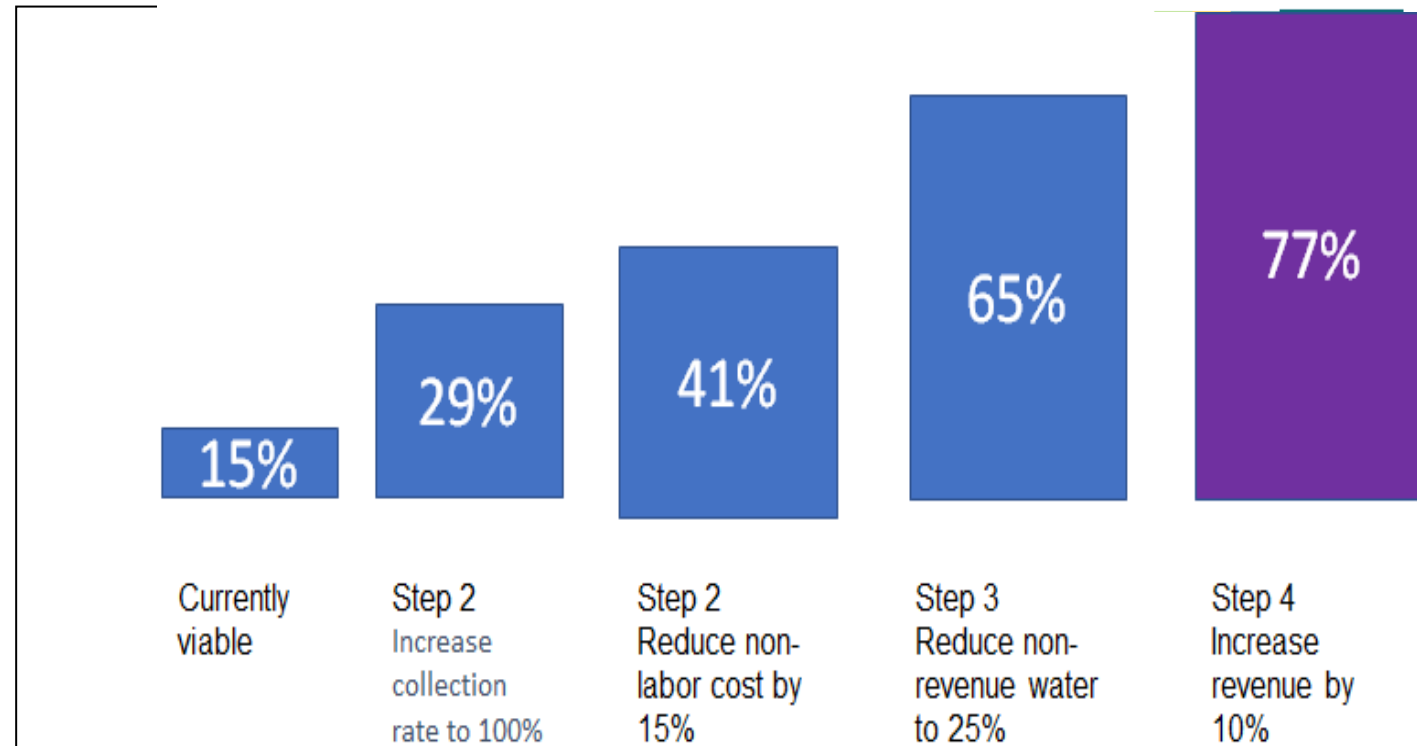 15%
29%
41%
65%
77%
Currently
viable
Step 2
Increase
collection
rate to 100%
Step 2
Reduce non-
labor cost by
15%
Step 3
Reduce non-
revenue water
to 25%
Step 4
Increase
revenue by
10%